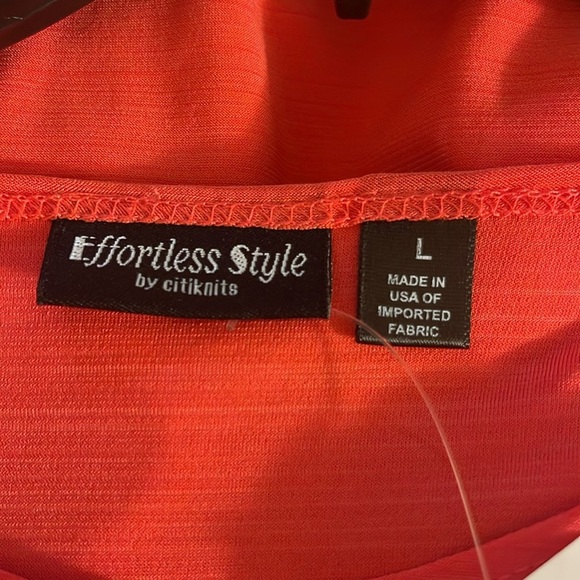 Effortless Style
by citiknits
L
MADE IN
USA OF
IMPORTED
FABRIC